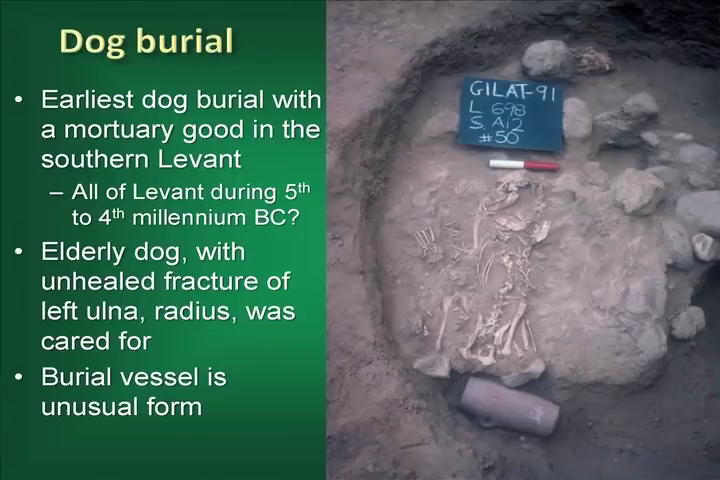 Dog burial
• Earliest dog burial with
a mortuary good in the
southern Levant
– All of Levant during 5th
to 4th millennium BC?
• Elderly dog, with
unhealed fracture of
left ulna, radius, was
cared for
• Burial vessel is
unusual form
GILAT-91
L. 698
S. Ai2
#50